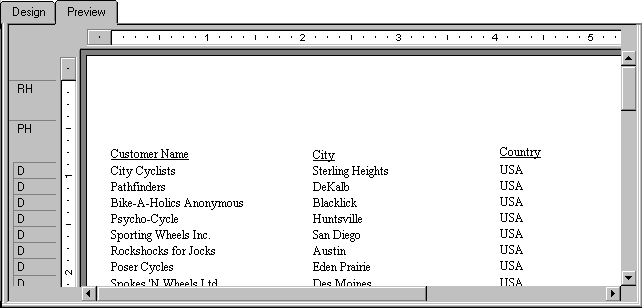 Design Preview
1 2 3 4 5
RH
PH
Customer Name City Country
D City Cyclists Sterling Heights USA
D Pathfinders DeKalb USA
D Bike-A-Holics Anonymous Blacklick USA
D Psycho-Cycle Huntsville USA
D Sporting Wheels Inc. San Diego USA
D Rockshocks for Jocks Austin USA
D Poser Cycles Eden Prairie USA
D Spokes 'N Wheels Ltd. Des Moines USA
1
2